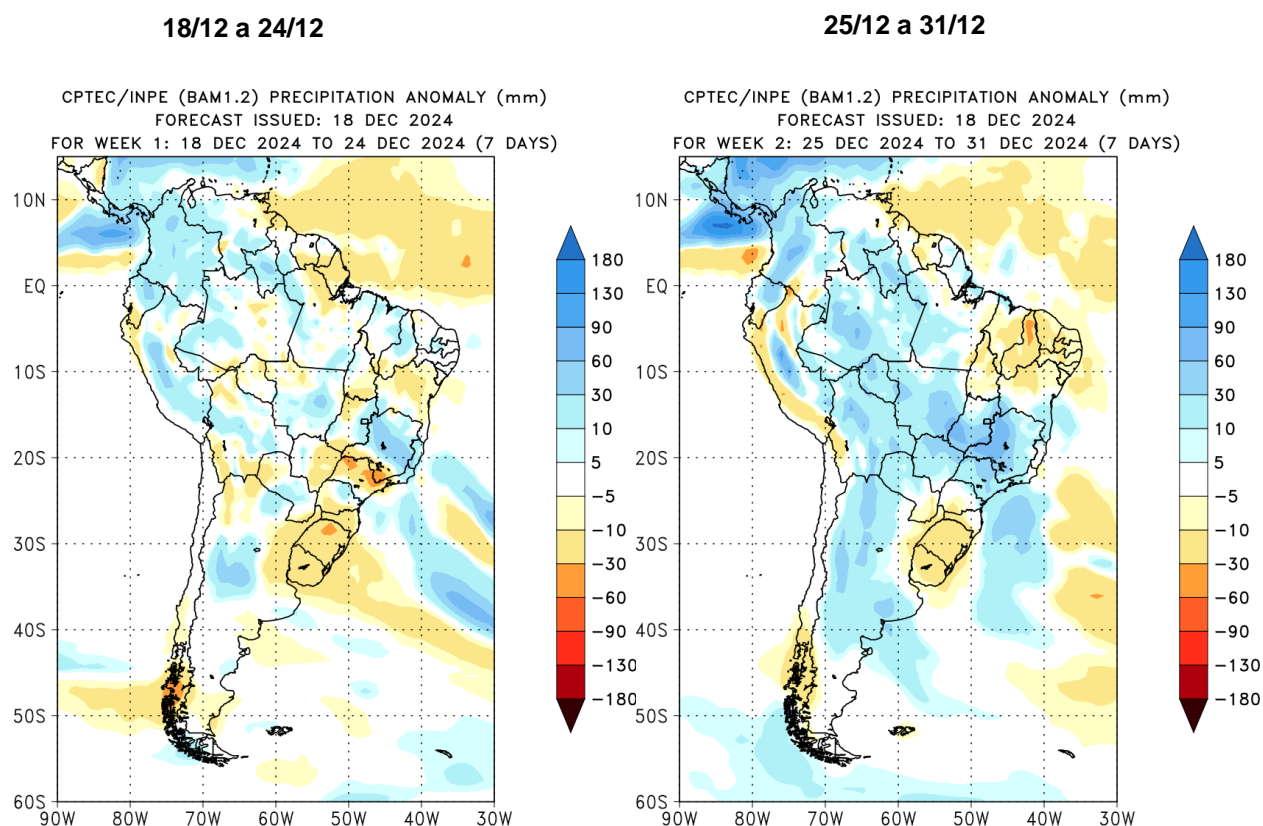 18/12 a 24/12
CPTEC/INPE (BAM1.2) PRECIPITATION ANOMALY (mm)
FORECAST ISSUED: 18 DEC 2024
FOR WEEK 1: 18 DEC 2024 TO 24 DEC 2024 (7 DAYS)
10N
EQ
10S
20S
30S
40S
50S
60S
90W 80W 70W 60W 50W 40W 30W
180
130
90
60
30
10
5
−5
−10
−30
−60
−90
−130
−180
25/12 a 31/12
CPTEC/INPE (BAM1.2) PRECIPITATION ANOMALY (mm)
FORECAST ISSUED: 18 DEC 2024
FOR WEEK 2: 25 DEC 2024 TO 31 DEC 2024 (7 DAYS)
10N
EQ
10S
20S
30S
40S
50S
60S
90W 80W 70W 60W 50W 40W 30W
180
130
90
60
30
10
5
−5
−10
−30
−60
−90
−130
−180